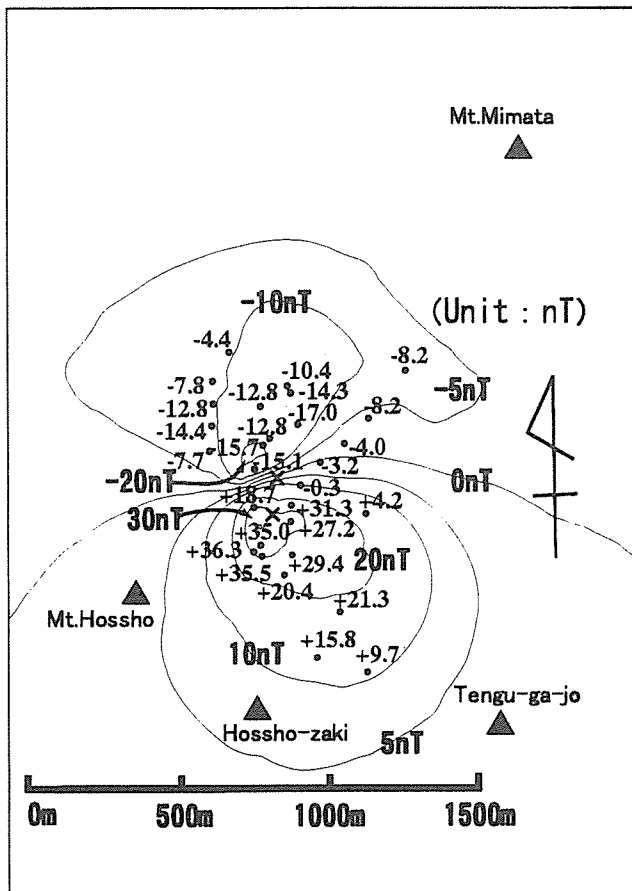 Mt.Mimata
-10nT
(Unit : nT)
-4.4
-8.2
-10.4
-7.8
-14.3
-5nT
-12.8
-12.8
-17.0
-8.2
-14.4
-12.8
-15.7
-4.0
-7.7
-15.1
-3.2
-20nT
0nT
-0.3
+18.7
+4.2
30nT
+31.3
+27.2
+35.0
+36.3
20nT
+29.4
+35.5
+20.4
+21.3
Mt.Hossho
+15.8
10nT
+9.7
Tengu-ga-jo
Hossho-zaki
5nT
0m 500m 1000m 1500m